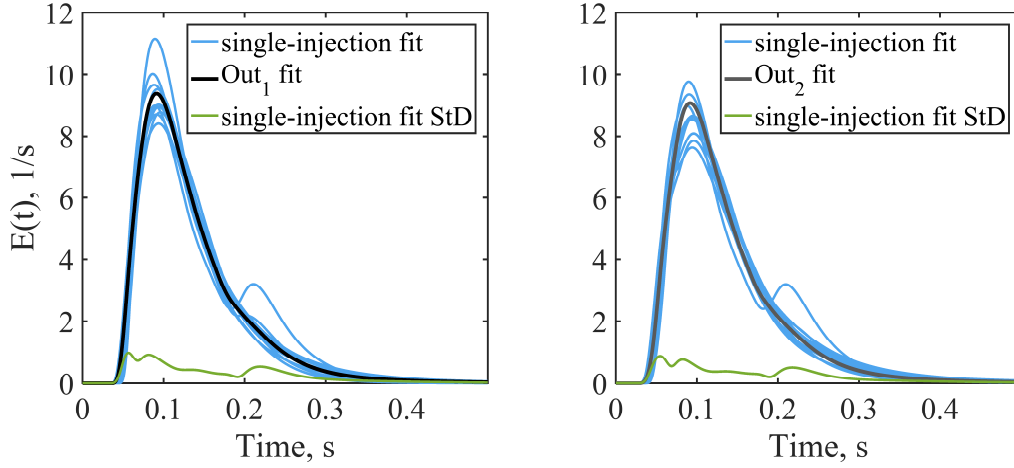 12
10
8
6
4
2
0
E(t), 1/s
single-injection fit
Out₁ fit
single-injection fit StD
0 0.1 0.2 0.3 0.4
Time, s
12
10
8
6
4
2
0
single-injection fit
Out₂ fit
single-injection fit StD
0 0.1 0.2 0.3 0.4
Time, s